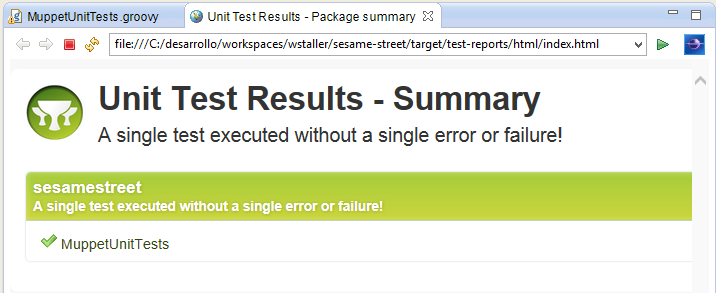 MuppetUnitTests.groovy
Unit Test Results - Package summary
file:///C:/desarrollo/workspaces/wstaller/sesame-street/target/test-reports/html/index.html
Unit Test Results - Summary
A single test executed without a single error or failure!
sesamestreet
A single test executed without a single error or failure!
MuppetUnitTests